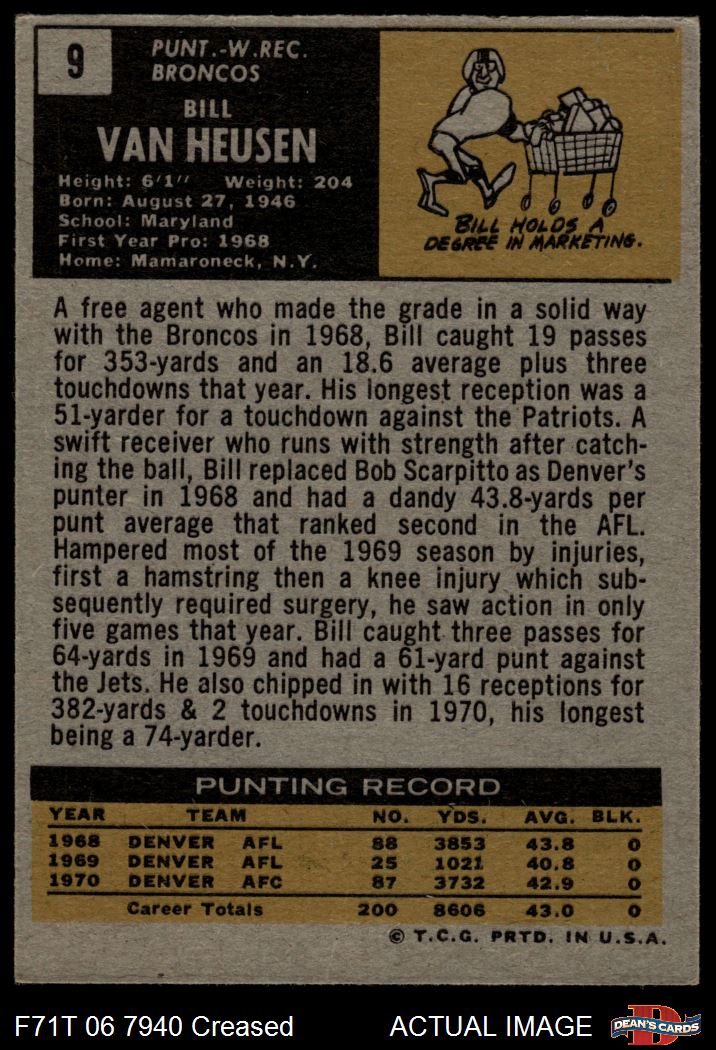 9
PUNT.-W.REC.
BRONCOS
BILL
VAN HEUSEN
Height: 6'1" Weight: 204
Born: August 27, 1946
School: Maryland
First Year Pro: 1968
Home: Mamaroneck, N.Y.
BILL HOLDS A
DEGREE IN MARKETING.
A free agent who made the grade in a solid way
with the Broncos in 1968, Bill caught 19 passes
for 353-yards and an 18.6 average plus three
touchdowns that year. His longest reception was a
51-yarder for a touchdown against the Patriots. A
swift receiver who runs with strength after catch-
ing the ball, Bill replaced Bob Scarpitto as Denver's
punter in 1968 and had a dandy 43.8-yards per
punt average that ranked second in the AFL.
Hampered most of the 1969 season by injuries,
first a hamstring then a knee injury which sub-
sequently required surgery, he saw action in only
five games that year. Bill caught three passes for
64-yards in 1969 and had a 61-yard punt against
the Jets. He also chipped in with 16 receptions for
382-yards & 2 touchdowns in 1970, his longest
being a 74-yarder.
PUNTING RECORD
YEAR TEAM NO. YDS. AVG. BLK.
1968 DENVER AFL 88 3853 43.8 0
1969 DENVER AFL 25 1021 40.8 0
1970 DENVER AFC 87 3732 42.9 0
Career Totals 200 8606 43.0 0
© T.C.G. PRTD. IN U.S.A.
F71T 06 7940 Creased ACTUAL IMAGE
D
DEAN'S CARDS